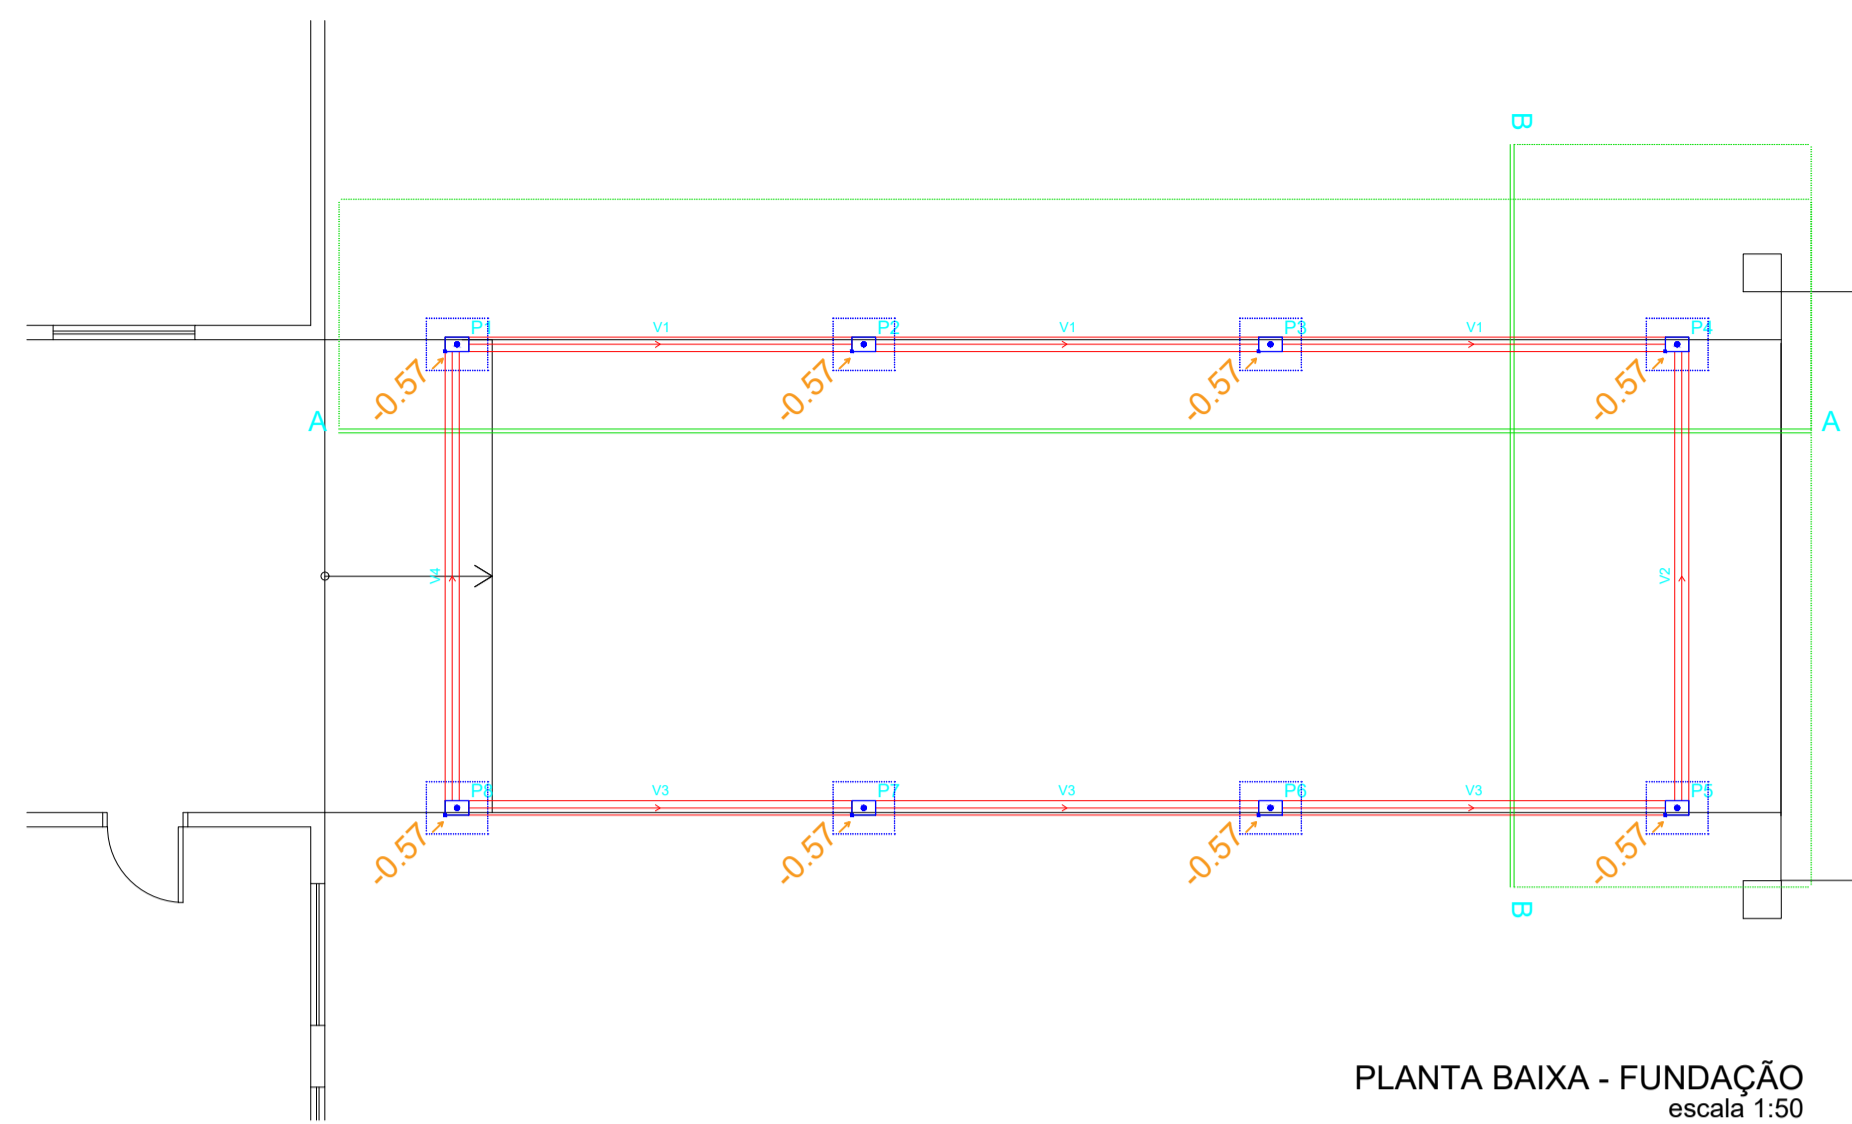 B
P1 V1 P2 V1 P3 V1 P4
-0.57 -0.57 -0.57 -0.57
A A
V4 V2
P8 V3 P7 V3 P6 V3 P5
-0.57 -0.57 -0.57 -0.57
B
PLANTA BAIXA - FUNDAÇÃO
escala 1:50